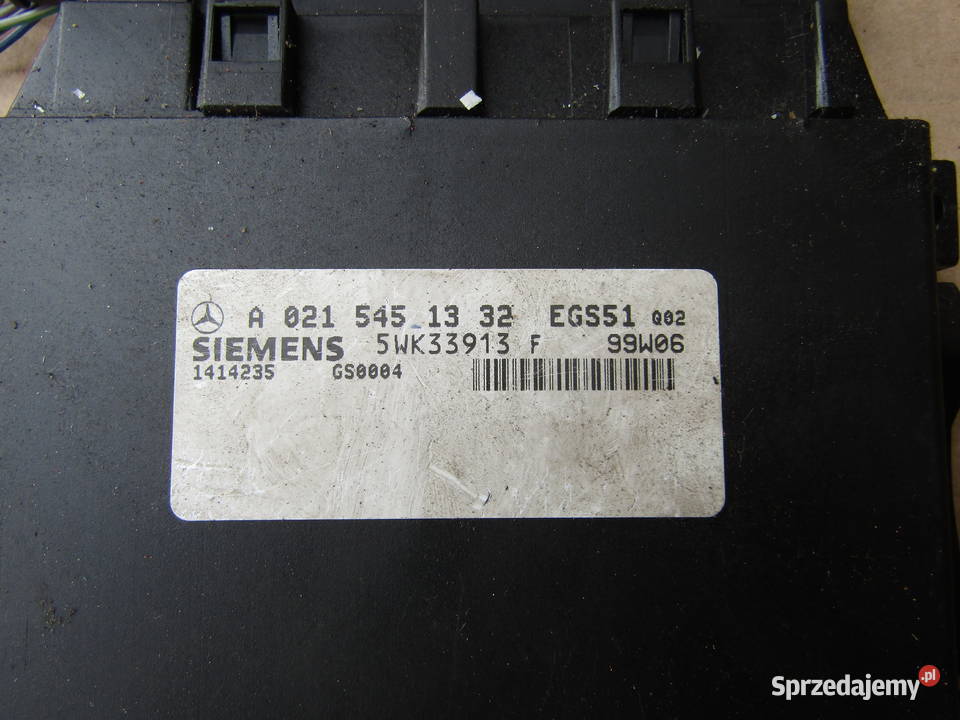 A 021 545 13 32 EGS51 Q02
SIEMENS 5WK33913 F 99W06
1414235 GS0004
Sprzedajemy.pl